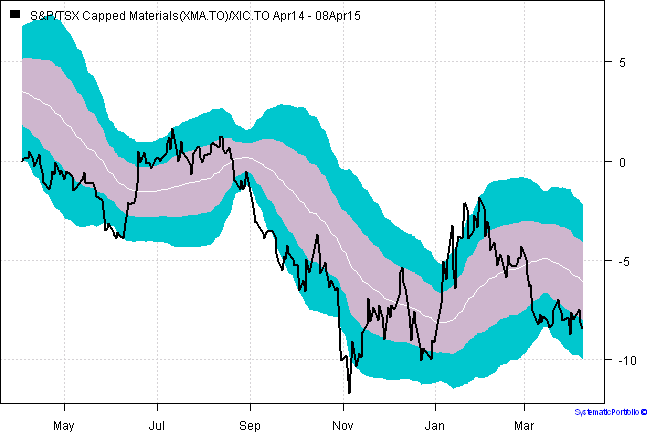 S&P/TSX Capped Materials(XMA.TO)/XIC.TO Apr14 - 08Apr15
5
0
-5
-10
May Jul Sep Nov Jan Mar
SystematicPortfolio ©